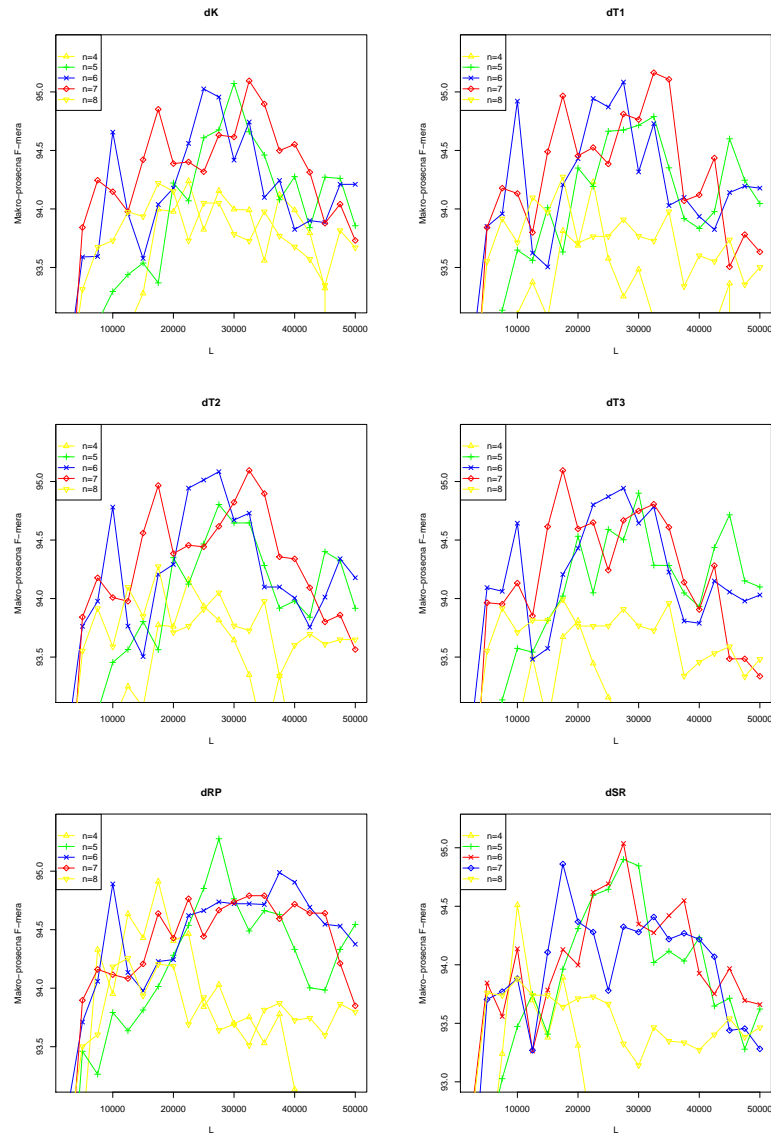 dK
Makro−prosecna F−mera
95.0
94.5
94.0
93.5
n=4
n=5
n=6
n=7
n=8
10000 20000 30000 40000 50000
L
dT1
Makro−prosecna F−mera
95.0
94.5
94.0
93.5
n=4
n=5
n=6
n=7
n=8
10000 20000 30000 40000 50000
L
dT2
Makro−prosecna F−mera
95.0
94.5
94.0
93.5
n=4
n=5
n=6
n=7
n=8
10000 20000 30000 40000 50000
L
dT3
Makro−prosecna F−mera
95.0
94.5
94.0
93.5
n=4
n=5
n=6
n=7
n=8
10000 20000 30000 40000 50000
L
dRP
Makro−prosecna F−mera
95.0
94.5
94.0
93.5
n=4
n=5
n=6
n=7
n=8
10000 20000 30000 40000 50000
L
dSR
Makro−prosecna F−mera
95.0
94.5
94.0
93.5
93.0
n=4
n=5
n=6
n=7
n=8
10000 20000 30000 40000 50000
L